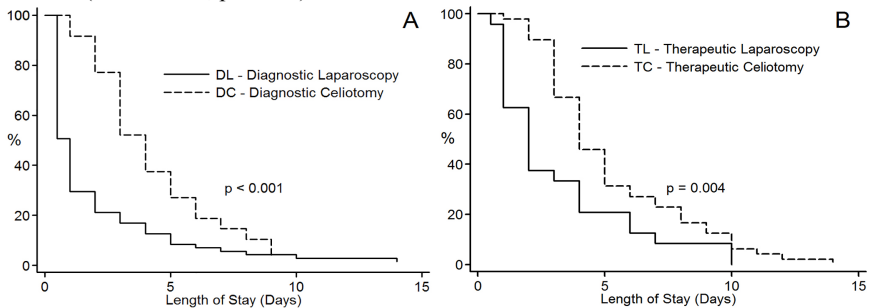 A
100
80
60
40
20
0
%
DL - Diagnostic Laparoscopy
DC - Diagnostic Celiotomy
p < 0.001
0 5 10 15
Length of Stay (Days)
B
100
80
60
40
20
0
%
TL - Therapeutic Laparoscopy
TC - Therapeutic Celiotomy
p = 0.004
0 5 10 15
Length of Stay (Days)